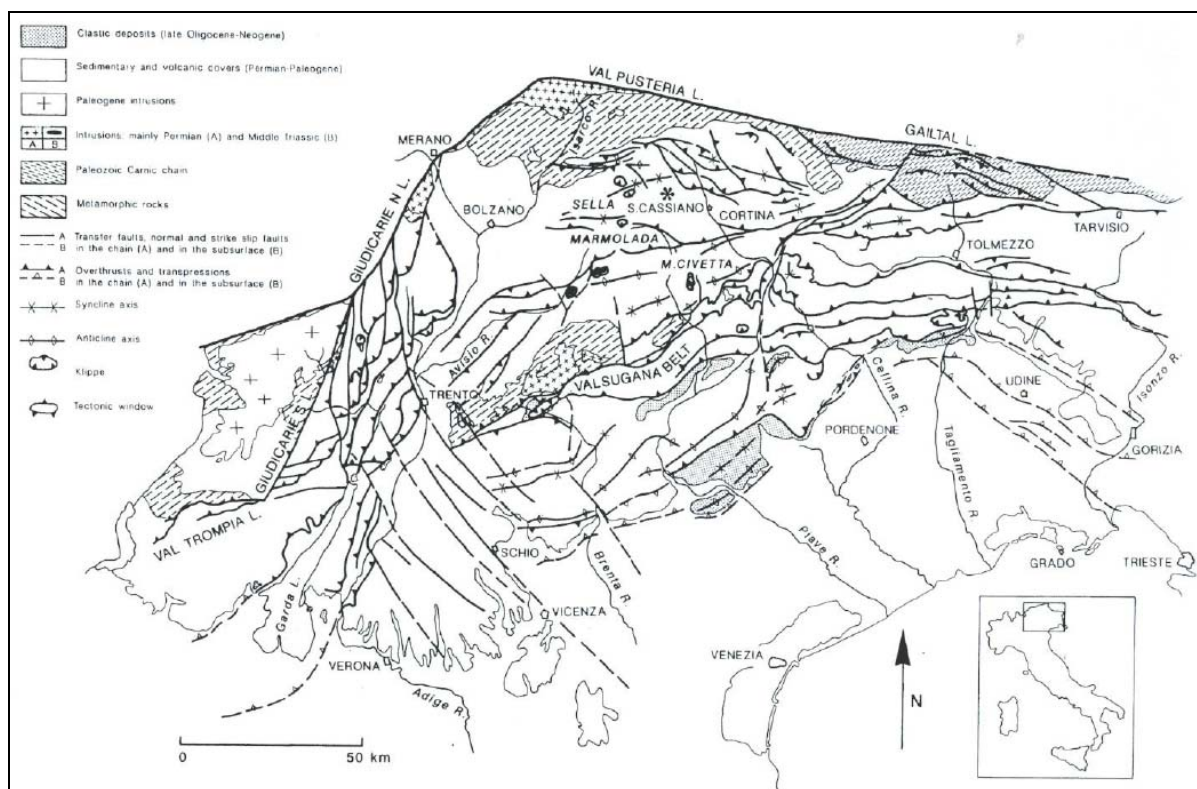 Clastic deposits (late Oligocene-Neogene)
Sedimentary and volcanic covers (Permian-Paleogene)
Paleogene intrusions
A
B
Intrusions: mainly Permian (A) and Middle Triassic (B)
Paleozoic Carnic chain
Metamorphic rocks
A Transfer faults, normal and strike slip faults
B in the chain (A) and in the subsurface (B)
A Overthrusts and transpressions
B in the chain (A) and in the subsurface (B)
Syncline axis
Anticline axis
Klippe
Tectonic window
VAL PUSTERIA L.
GAILTAL L.
MERANO
Isarco R.
GIUDICARIE N L.
BOLZANO
SELLA
S.CASSIANO
CORTINA
TARVISIO
MARMOLADA
TOLMEZZO
M.CIVETTA
Avisio R.
VALSUGANA BELT
TRENTO
GIUDICARIE S.
Cellina R.
UDINE
Isonzo R.
PORDENONE
GORIZIA
Tagliamento R.
VAL TROMPIA L.
SCHIO
Brenta R.
Piave R.
GRADO
TRIESTE
Garda L.
VICENZA
VERONA
VENEZIA
Adige R.
N
0
50 km